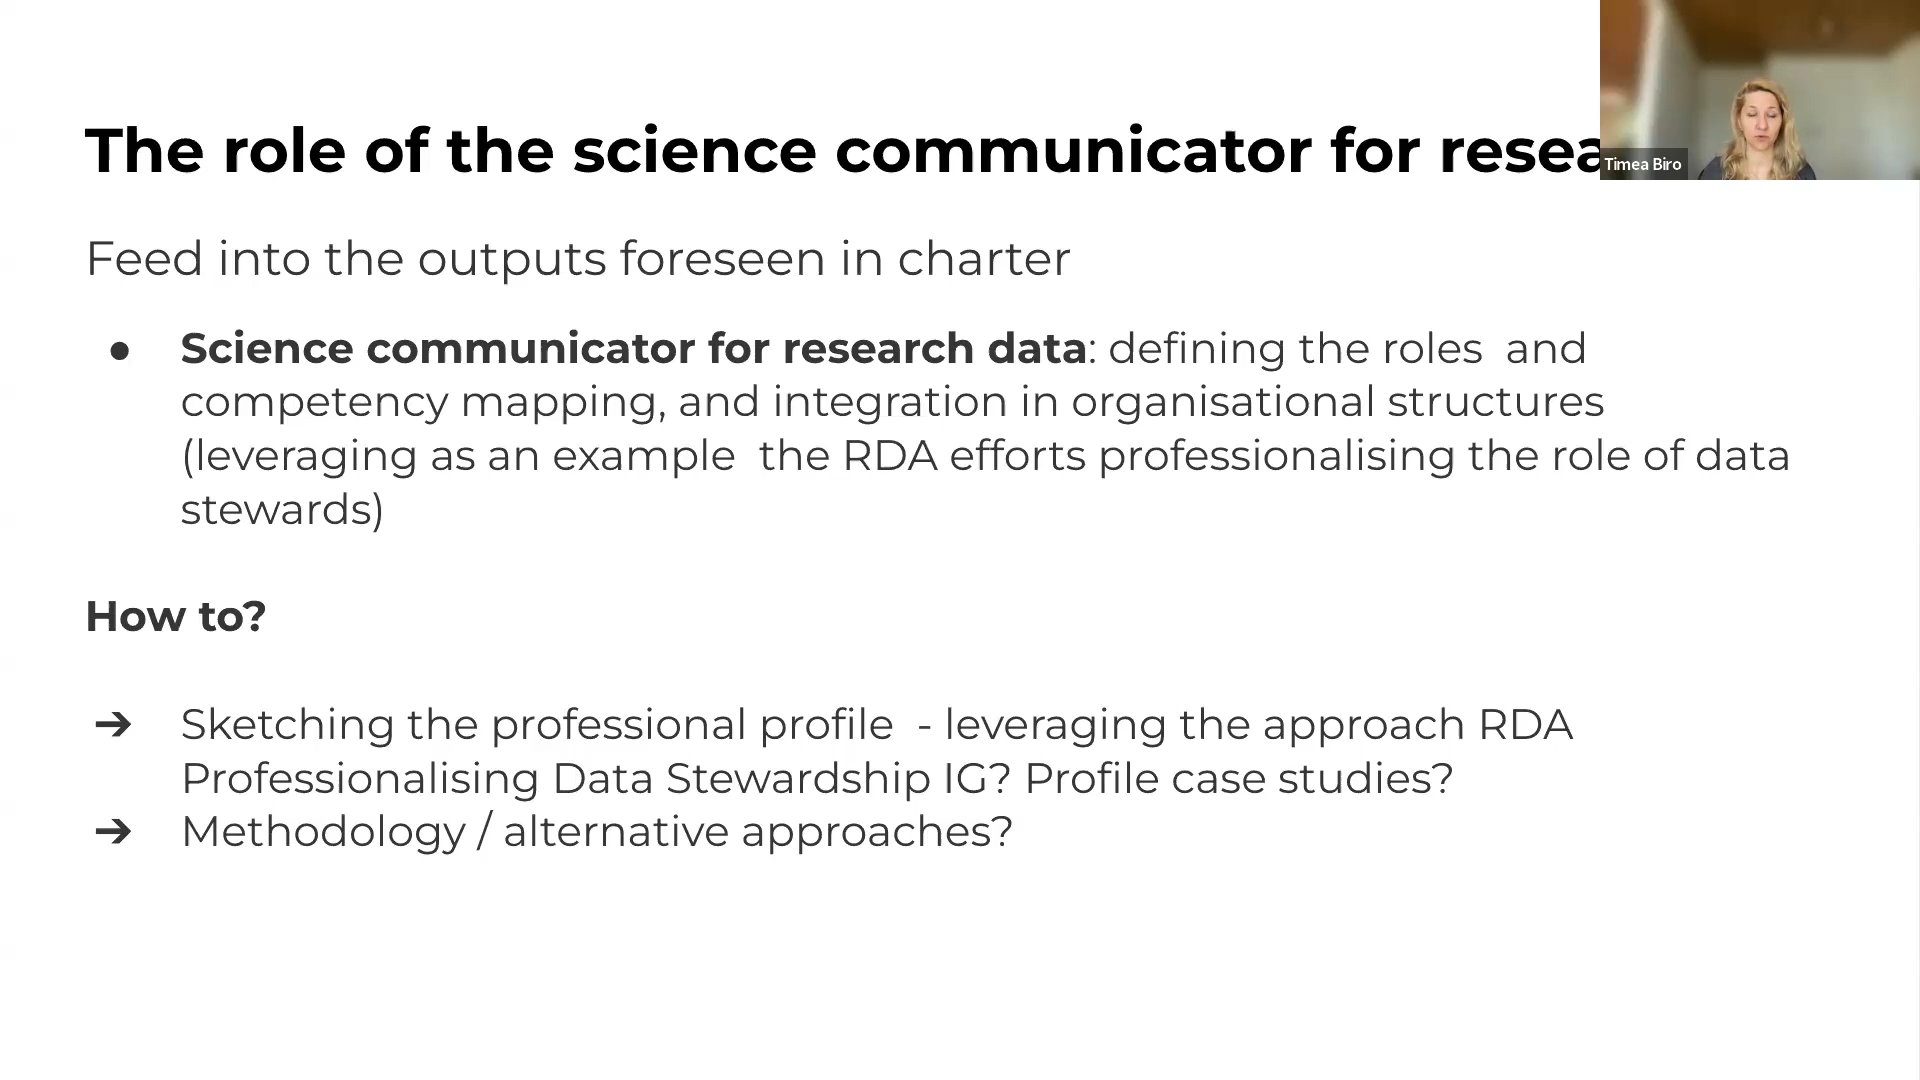 The role of the science communicator for resea
Timea Biro
Feed into the outputs foreseen in charter
● Science communicator for research data: defining the roles  and
competency mapping, and integration in organisational structures
(leveraging as an example  the RDA efforts professionalising the role of data
stewards)
How to?
➔ Sketching the professional profile  - leveraging the approach RDA
Professionalising Data Stewardship IG? Profile case studies?
➔ Methodology / alternative approaches?